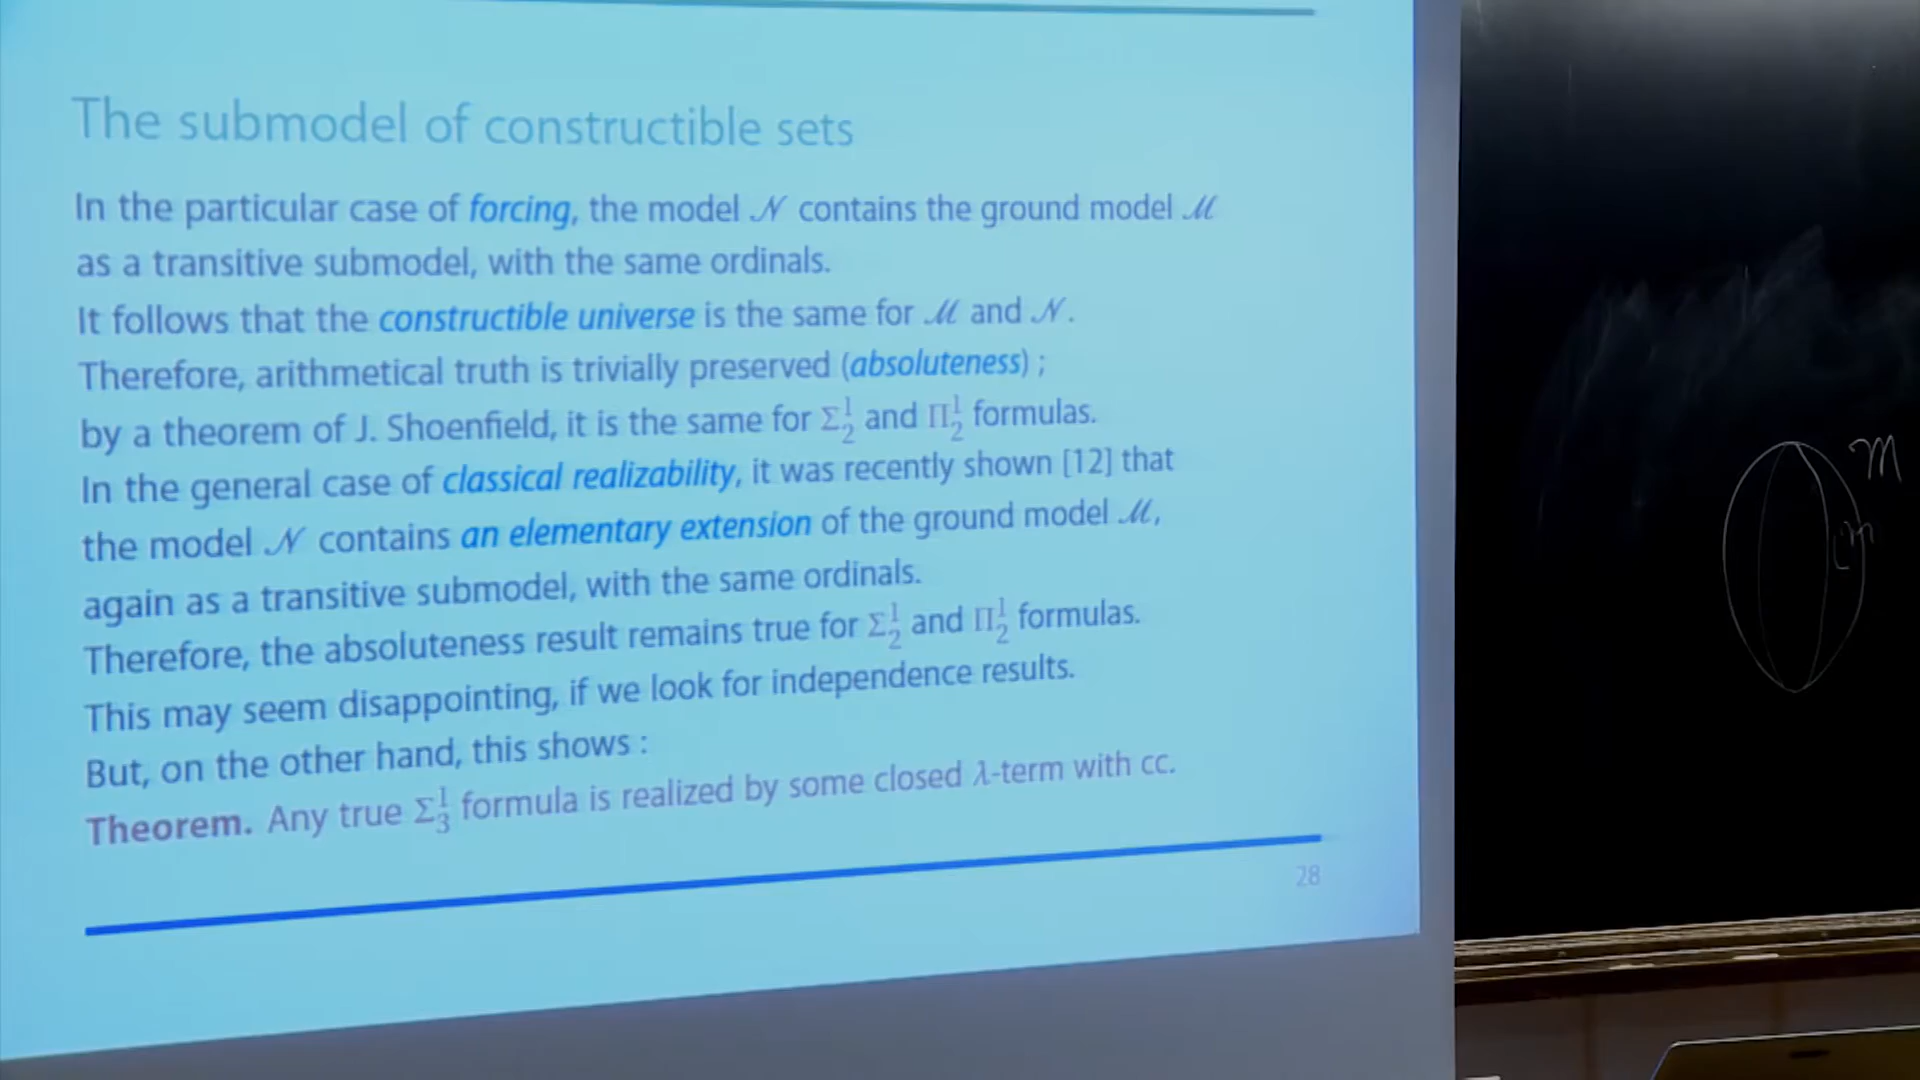 The submodel of constructible sets
In the particular case of forcing, the model 𝒩 contains the ground model ℳ
as a transitive submodel, with the same ordinals.
It follows that the constructible universe is the same for ℳ and 𝒩.
Therefore, arithmetical truth is trivially preserved (absoluteness) ;
by a theorem of J. Shoenfield, it is the same for Σ¹₂ and Π¹₂ formulas.
In the general case of classical realizability, it was recently shown [12] that
the model 𝒩 contains an elementary extension of the ground model ℳ,
again as a transitive submodel, with the same ordinals.
Therefore, the absoluteness result remains true for Σ¹₂ and Π¹₂ formulas.
This may seem disappointing, if we look for independence results.
But, on the other hand, this shows :
Theorem. Any true Σ¹₃ formula is realized by some closed λ-term with cc.
28
m